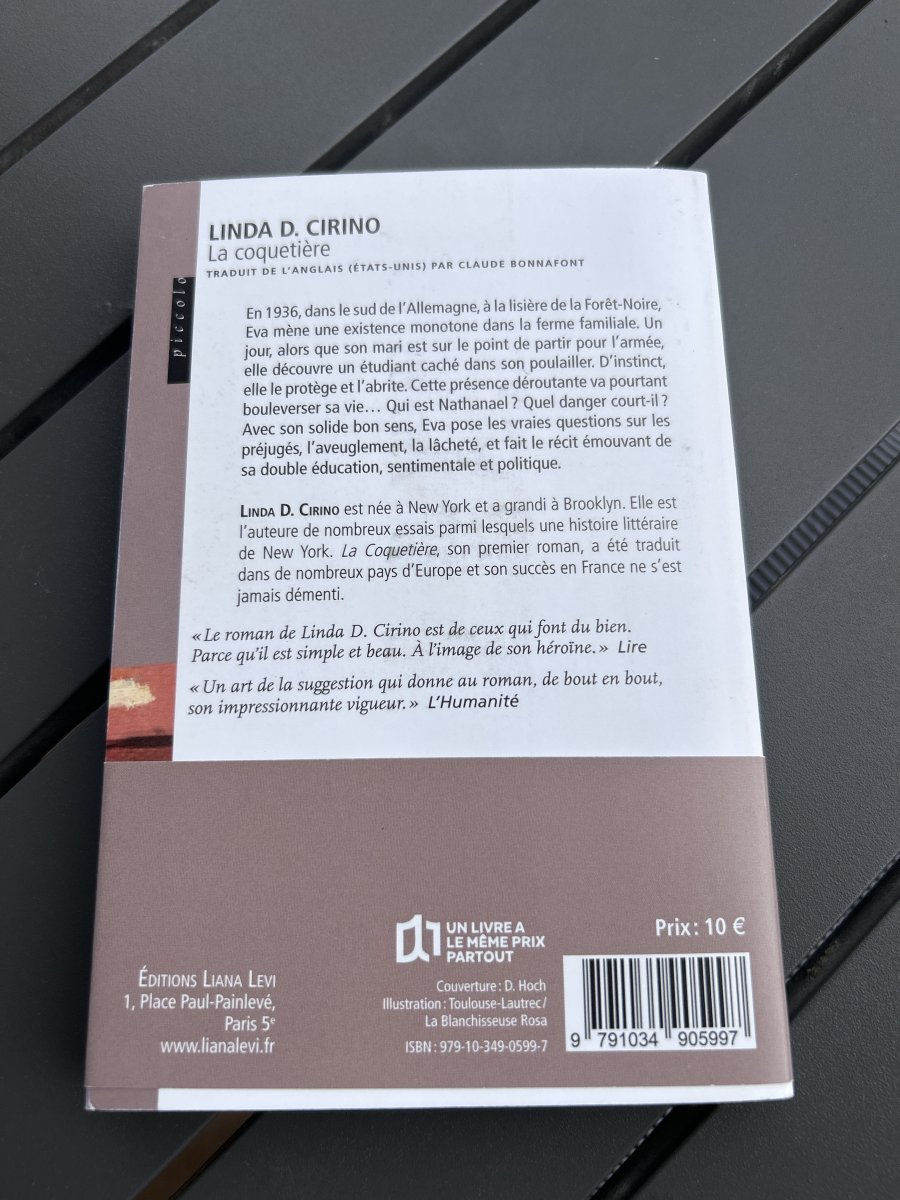 LINDA D. CIRINO
La coquetière
TRADUIT DE L'ANGLAIS (ÉTATS-UNIS) PAR CLAUDE BONNAFONT
piccolo
En 1936, dans le sud de l'Allemagne, à la lisière de la Forêt-Noire,
Eva mène une existence monotone dans la ferme familiale. Un
jour, alors que son mari est sur le point de partir pour l'armée,
elle découvre un étudiant caché dans son poulailler. D'instinct,
elle le protège et l'abrite. Cette présence déroutante va pourtant
bouleverser sa vie… Qui est Nathanael ? Quel danger court-il ?
Avec son solide bon sens, Eva pose les vraies questions sur les
préjugés, l'aveuglement, la lâcheté, et fait le récit émouvant de
sa double éducation, sentimentale et politique.
LINDA D. CIRINO est née à New York et a grandi à Brooklyn. Elle est
l'auteure de nombreux essais parmi lesquels une histoire littéraire
de New York. La Coquetière, son premier roman, a été traduit
dans de nombreux pays d'Europe et son succès en France ne s'est
jamais démenti.
« Le roman de Linda D. Cirino est de ceux qui font du bien.
Parce qu'il est simple et beau. À l'image de son héroïne. » Lire
« Un art de la suggestion qui donne au roman, de bout en bout,
son impressionnante vigueur. » L'Humanité
UN LIVRE A
LE MÊME PRIX
PARTOUT
Prix : 10 €
ÉDITIONS LIANA LEVI
1, Place Paul-Painlevé,
Paris 5e
www.lianalevi.fr
Couverture : D. Hoch
Illustration : Toulouse-Lautrec/
La Blanchisseuse Rosa
ISBN : 979-10-349-0599-7
9 791034 905997